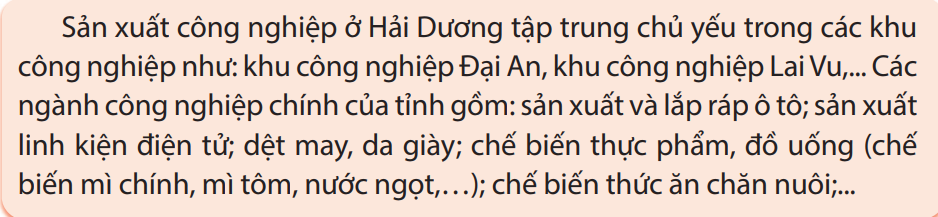 Sản xuất công nghiệp ở Hải Dương tập trung chủ yếu trong các khu
công nghiệp như: khu công nghiệp Đại An, khu công nghiệp Lai Vu,... Các
ngành công nghiệp chính của tỉnh gồm: sản xuất và lắp ráp ô tô; sản xuất
linh kiện điện tử; dệt may, da giày; chế biến thực phẩm, đồ uống (chế
biến mì chính, mì tôm, nước ngọt,…); chế biến thức ăn chăn nuôi;...